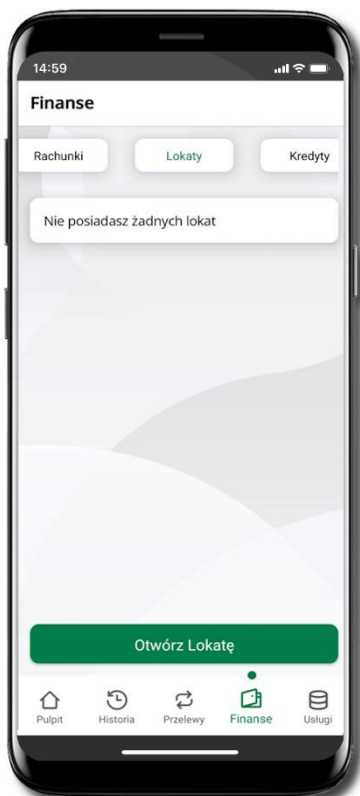 14:59
Finanse
Rachunki Lokaty Kredyty
Nie posiadasz żadnych lokat
Otwórz Lokatę
Pulpit Historia Przelewy Finanse Usługi